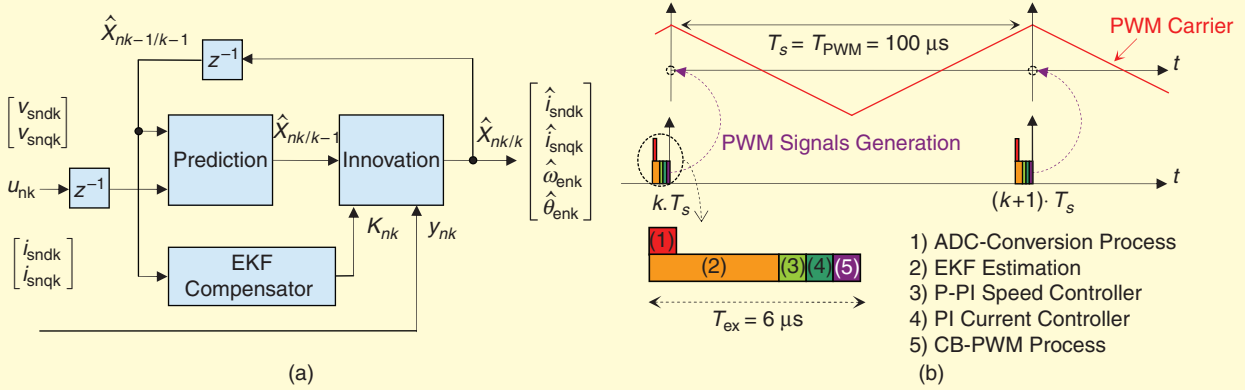 X̂nk−1/k−1
z⁻¹
[vsndk
vsnqk]
unk
z⁻¹
Prediction
X̂nk/k−1
Innovation
X̂nk/k
[îsndk
îsnqk
ω̂enk
θ̂enk]
Knk
ynk
[isndk
isnqk]
EKF
Compensator
(a)
Ts = TPWM = 100 μs
PWM Carrier
t
PWM Signals Generation
t
k.Ts
(k+1)· Ts
(1)
(2)
(3)
(4)
(5)
Tex = 6 μs
1) ADC-Conversion Process
2) EKF Estimation
3) P-PI Speed Controller
4) PI Current Controller
5) CB-PWM Process
(b)